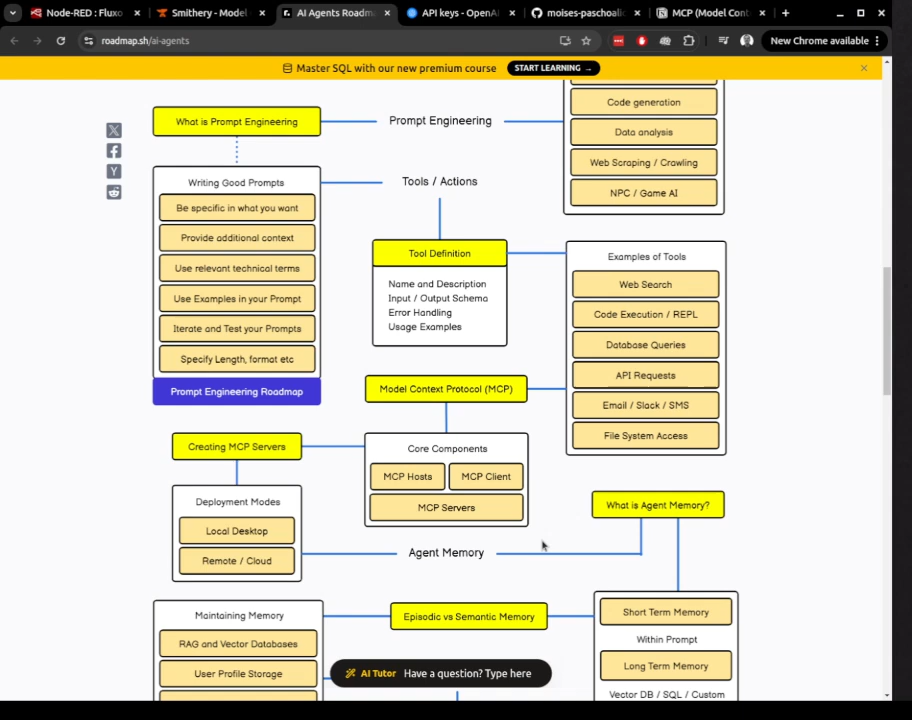 Node-RED : Fluxo
Smithery - Model
AI Agents Roadma
API keys - OpenA
moises-paschoali
MCP (Model Cont
roadmap.sh/ai-agents
New Chrome available
Master SQL with our new premium course
START LEARNING →
What is Prompt Engineering
Prompt Engineering
Code generation
Data analysis
Web Scraping / Crawling
NPC / Game AI
Writing Good Prompts
Be specific in what you want
Provide additional context
Use relevant technical terms
Use Examples in your Prompt
Iterate and Test your Prompts
Specify Length, format etc
Prompt Engineering Roadmap
Tools / Actions
Tool Definition
Name and Description
Input / Output Schema
Error Handling
Usage Examples
Examples of Tools
Web Search
Code Execution / REPL
Database Queries
API Requests
Email / Slack / SMS
File System Access
Model Context Protocol (MCP)
Core Components
MCP Hosts
MCP Client
MCP Servers
Creating MCP Servers
Deployment Modes
Local Desktop
Remote / Cloud
Agent Memory
What is Agent Memory?
Maintaining Memory
RAG and Vector Databases
User Profile Storage
Episodic vs Semantic Memory
Short Term Memory
Within Prompt
Long Term Memory
Vector DB / SQL / Custom
AI Tutor Have a question? Type here